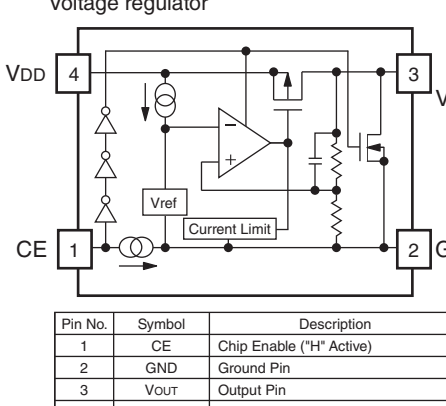 Voltage regulator
VDD 4
3
V
−
+
Vref
Current Limit
CE 1
2 G
Pin No. Symbol Description
1 CE Chip Enable ("H" Active)
2 GND Ground Pin
3 VOUT Output Pin